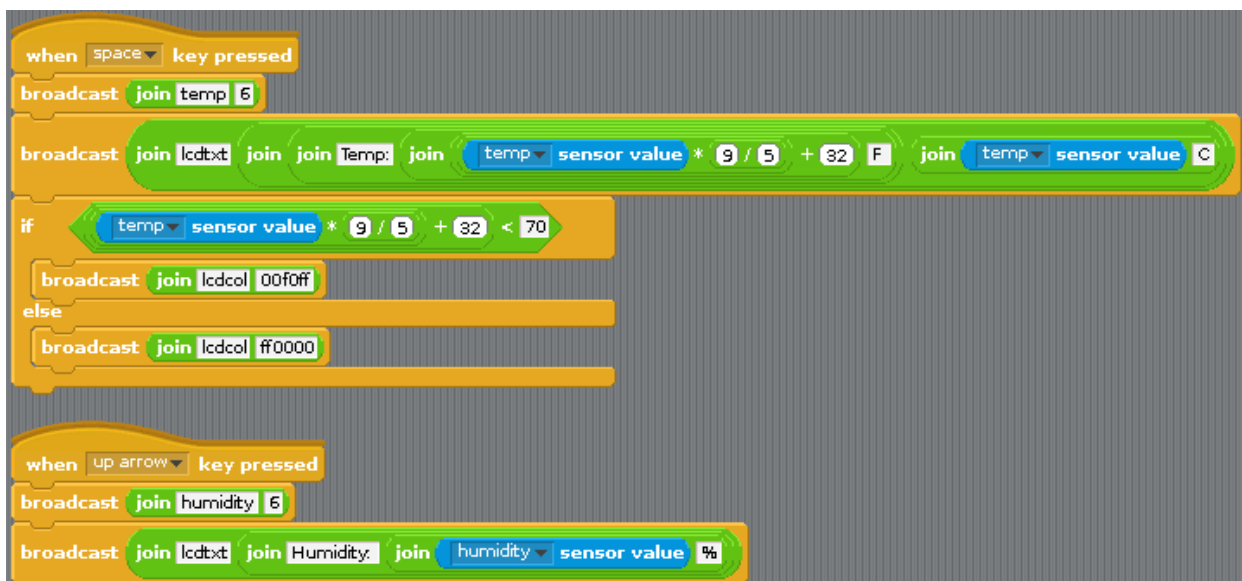 when space key pressed
broadcast join temp 6
broadcast join lcdtxt join join Temp: join temp sensor value * 9 / 5 + 32 F join temp sensor value C
if temp sensor value * 9 / 5 + 32 < 70
broadcast join lcdcol 00f0ff
else
broadcast join lcdcol ff0000
when up arrow key pressed
broadcast join humidity 6
broadcast join lcdtxt join Humidity: join humidity sensor value %